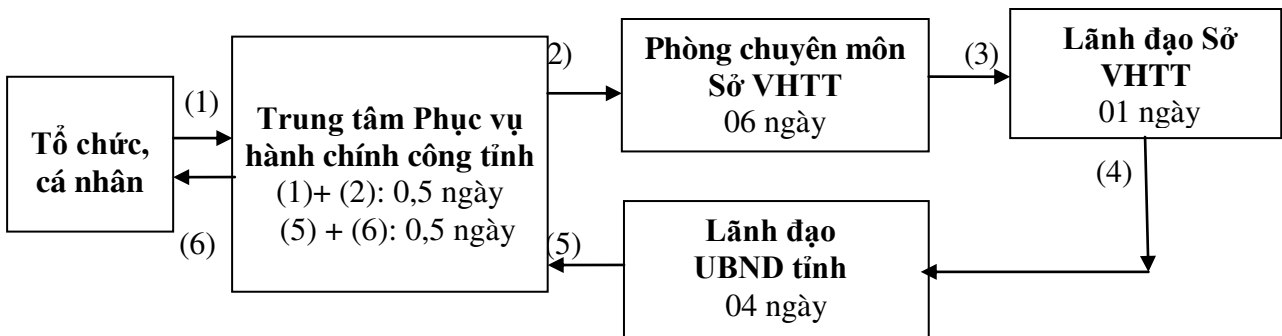 Tổ chức,
cá nhân
(1)
(6)
Trung tâm Phục vụ
hành chính công tỉnh
(1)+ (2): 0,5 ngày
(5) + (6): 0,5 ngày
2)
Phòng chuyên môn
Sở VHTT
06 ngày
(3)
Lãnh đạo Sở
VHTT
01 ngày
(4)
Lãnh đạo
UBND tỉnh
04 ngày
(5)